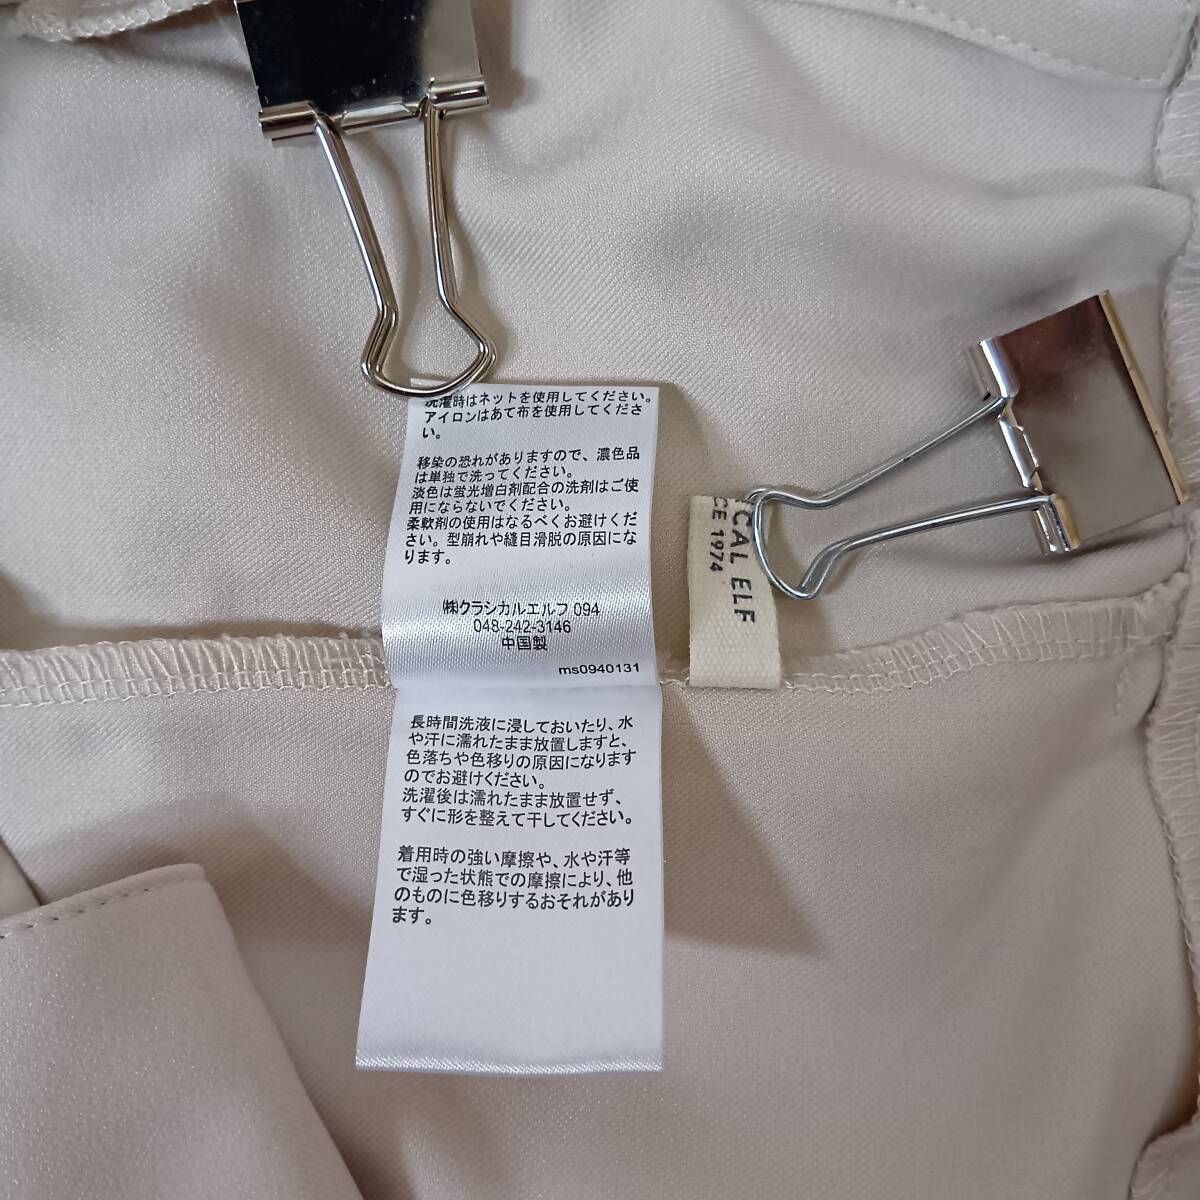 洗濯時はネットを使用してください。
アイロンはあて布を使用してくださ
い。
移染の恐れがありますので、濃色品
は単独で洗ってください。
淡色は蛍光増白剤配合の洗剤はご使
用にならないでください。
柔軟剤の使用はなるべくお避けくだ
さい。型崩れや縫目滑脱の原因にな
ります。
㈱クラシカルエルフ 094
048-242-3146
中国製
ms0940131
長時間洗液に浸しておいたり、水
や汗に濡れたまま放置しますと、
色落ちや色移りの原因になります
のでお避けください。
洗濯後は濡れたまま放置せず、
すぐに形を整えて干してください。
着用時の強い摩擦や、水や汗等
で湿った状態での摩擦により、他
のものに色移りするおそれがあり
ます。
CAL ELF
CE 1974